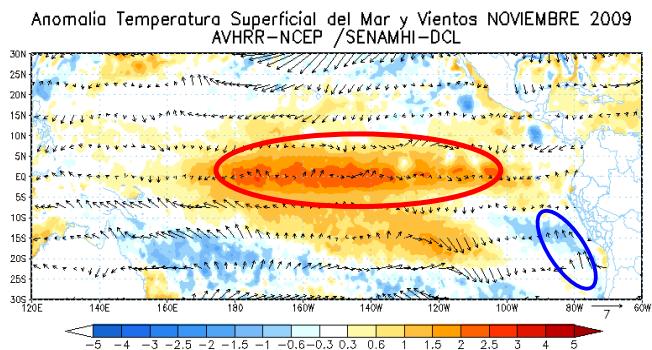 Anomalía Temperatura Superficial del Mar y Vientos NOVIEMBRE 2009
AVHRR-NCEP /SENAMHI-DCL
30N
25N
20N
15N
10N
5N
EQ
5S
10S
15S
20S
25S
30S
120E 140E 160E 180 160W 140W 120W 100W 80W 60W
7
-5 -4 -3 -2.5 -2 -1.5 -1 -0.6 -0.3 0.3 0.6 1 1.5 2 2.5 3 4 5